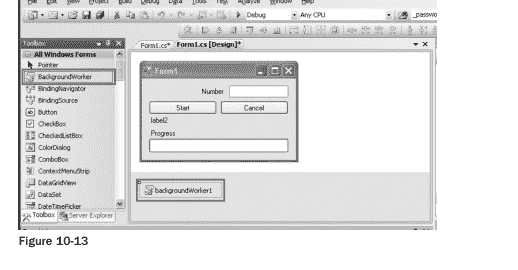 File Edit View Project Build Debug Data Tools Test Analyze Window Help
Debug Any CPU _passwo
Toolbox
All Windows Forms
Pointer
BackgroundWorker
BindingNavigator
BindingSource
Button
CheckBox
CheckedListBox
ColorDialog
ComboBox
ContextMenuStrip
DataGridView
DataSet
DateTimePicker
Toolbox Server Explorer
Form1.cs* Form1.cs [Design]*
Form1
Number
Start Cancel
label2
Progress
backgroundWorker1
Figure 10-13